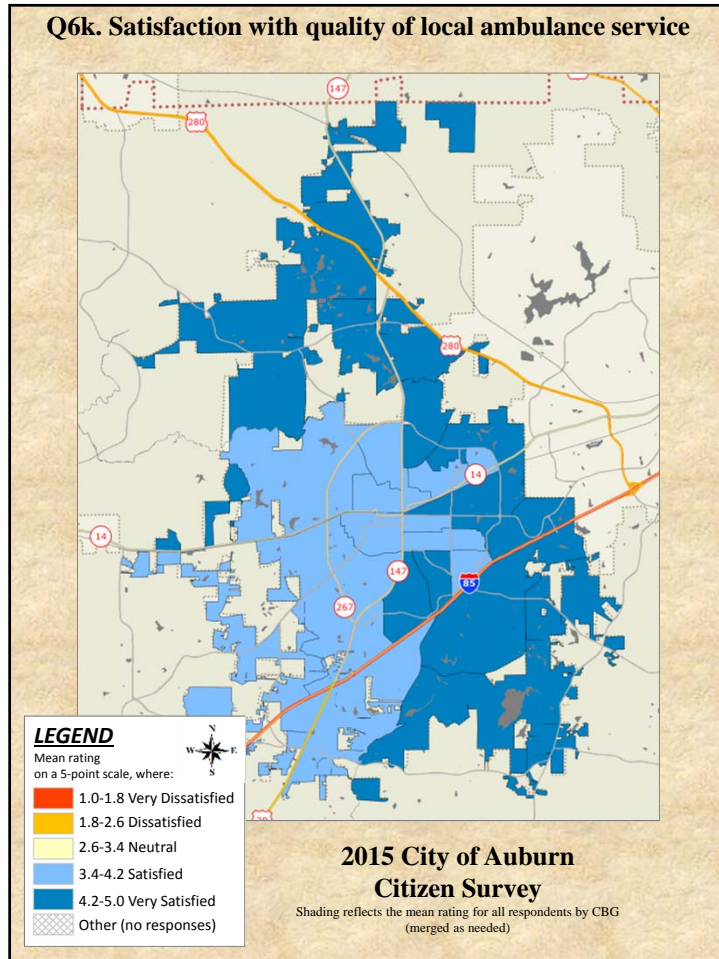 Q6k. Satisfaction with quality of local ambulance service
147
280
280
14
14
147
85
267
LEGEND
Mean rating
on a 5-point scale, where:
N
W E
S
1.0-1.8 Very Dissatisfied
1.8-2.6 Dissatisfied
2.6-3.4 Neutral
3.4-4.2 Satisfied
4.2-5.0 Very Satisfied
Other (no responses)
2015 City of Auburn
Citizen Survey
Shading reflects the mean rating for all respondents by CBG
(merged as needed)